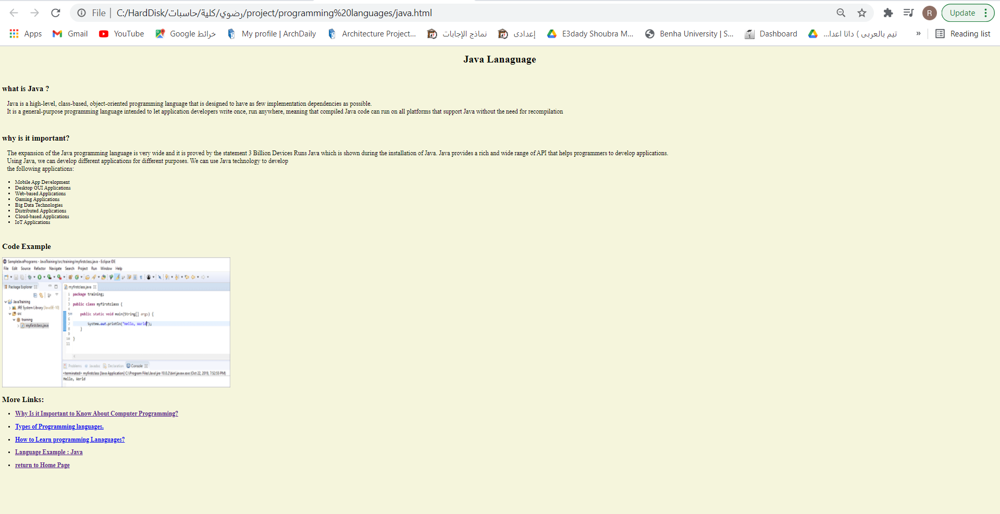 File | C:/HardDisk/رضوي/كلية/حاسبات/project/programming%20languages/java.html
R
Update
Apps Gmail YouTube Google خرائط My profile | ArchDaily Architecture Project... نماذج الإجابات إعدادى E3dady Shoubra M... Benha University | S... Dashboard تيم بالعربى ) داتا اعدا... » Reading list
Java Lanaguage
what is Java ?
Java is a high-level, class-based, object-oriented programming language that is designed to have as few implementation dependencies as possible.
It is a general-purpose programming language intended to let application developers write once, run anywhere, meaning that compiled Java code can run on all platforms that support Java without the need for recompilation
why is it important?
The expansion of the Java programming language is very wide and it is proved by the statement 3 Billion Devices Runs Java which is shown during the installation of Java. Java provides a rich and wide range of API that helps programmers to develop applications.
Using Java, we can develop different applications for different purposes. We can use Java technology to develop
the following applications:
• Mobile App Development
• Desktop GUI Applications
• Web-based Applications
• Gaming Applications
• Big Data Technologies
• Distributed Applications
• Cloud-based Applications
• IoT Applications
Code Example
SampleJavaPrograms - JavaTraining/src/training/myfirstclass.java - Eclipse IDE
File Edit Source Refactor Navigate Search Project Run Window Help
Package Explorer
JavaTraining
JRE System Library [JavaSE-10]
src
training
myfirstclass.java
myfirstclass.java
1 package training;
2
3 public class myfirstclass {
4
5 public static void main(String[] args) {
6
7 System.out.println("Hello, World");
8 }
9
10 }
11
Problems Javadoc Declaration Console
<terminated> myfirstclass [Java Application] C:\Program Files\Java\jre-10.0.2\bin\javaw.exe (Oct 22, 2019, 7:52:55 PM)
Hello, World
More Links:
• Why Is it Important to Know About Computer Programming?
• Types of Programming languages.
• How to Learn programming Lanaguages?
• Language Example : Java
• return to Home Page